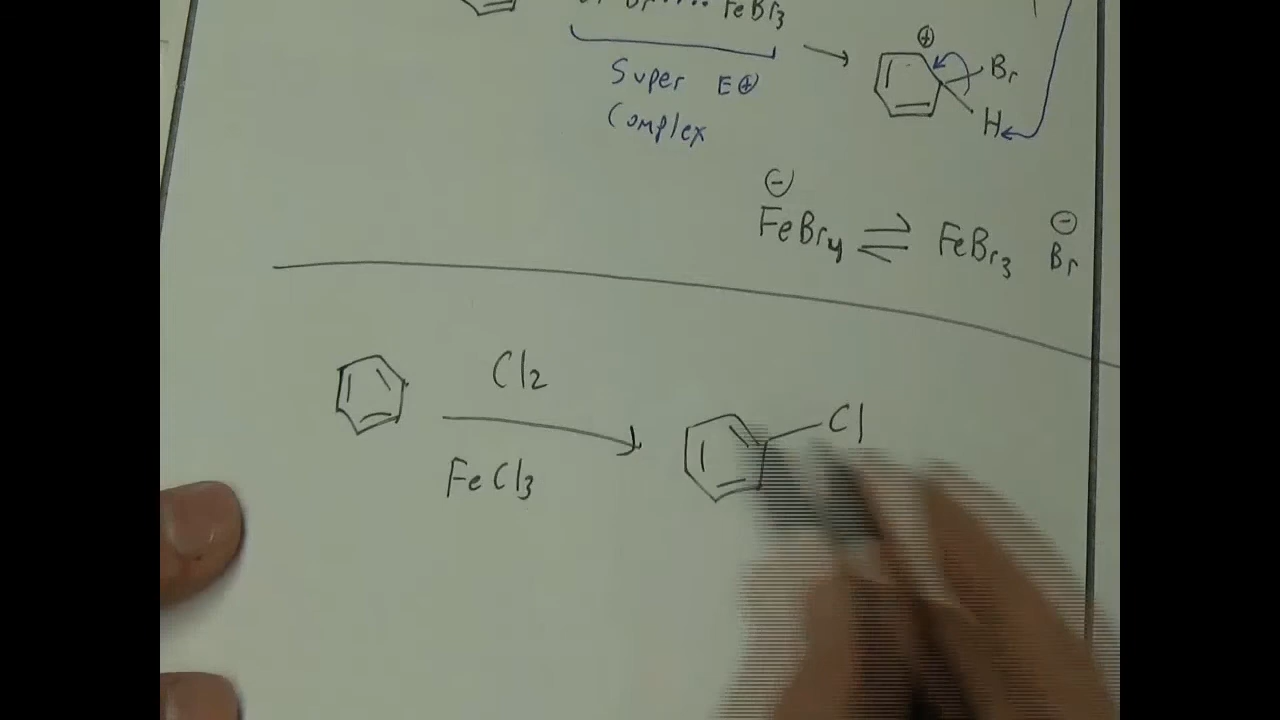 FeBr3
Super E⊕
Complex
⊕
Br
H
⊖
FeBr4 ⇌ FeBr3
⊖
Br
Cl2
FeCl3
Cl